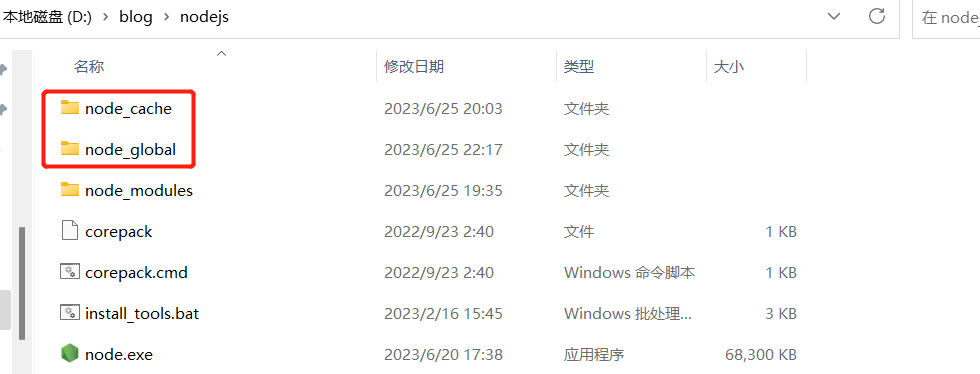 本地磁盘 (D:) > blog > nodejs 在 node_
名称 修改日期 类型 大小
node_cache 2023/6/25 20:03 文件夹
node_global 2023/6/25 22:17 文件夹
node_modules 2023/6/25 19:35 文件夹
corepack 2022/9/23 2:40 文件 1 KB
corepack.cmd 2022/9/23 2:40 Windows 命令脚本 1 KB
install_tools.bat 2023/2/16 15:45 Windows 批处理... 3 KB
node.exe 2023/6/20 17:38 应用程序 68,300 KB